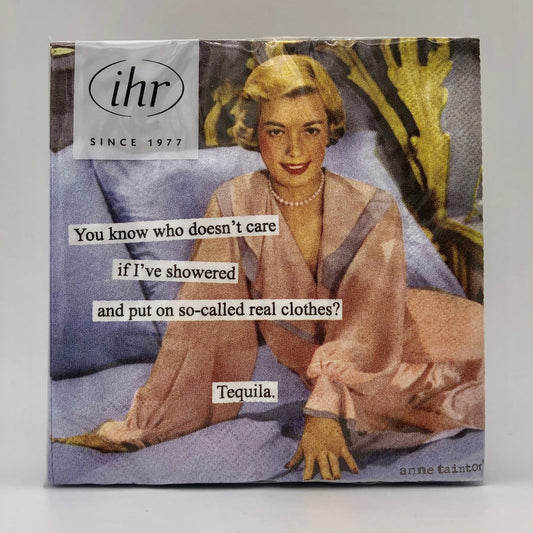 ihr
SINCE 1977
You know who doesn't care
if I've showered
and put on so-called real clothes?
Tequila.
anne taintor